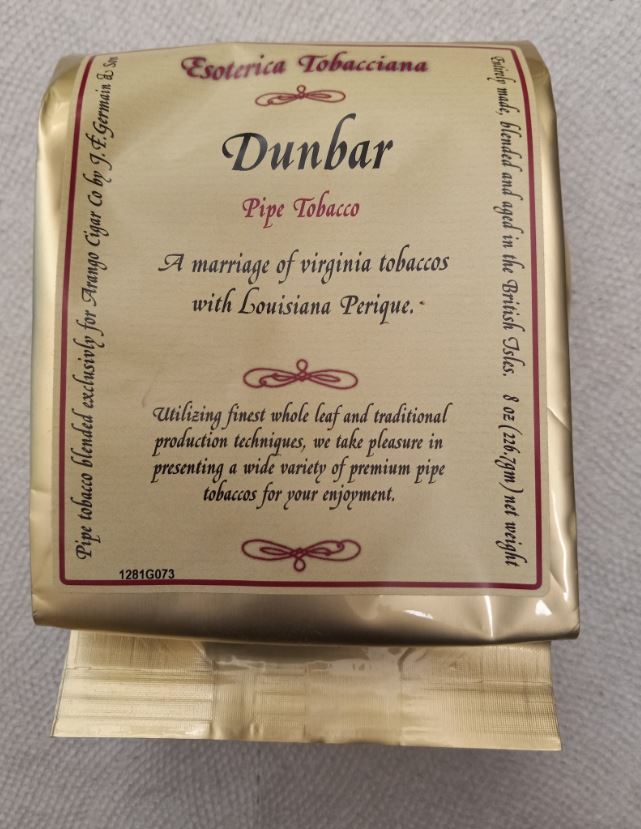 Esoterica Tobacciana
Dunbar
Pipe Tobacco
A marriage of virginia tobaccos
with Louisiana Perique.
Utilizing finest whole leaf and traditional
production techniques, we take pleasure in
presenting a wide variety of premium pipe
tobaccos for your enjoyment.
1281G073
Pipe tobacco blended exclusivly for Arango Cigar Co by J.F.Germain & Son
Entirely made, blended and aged in the British Isles. 8 oz (226,7gm) net weight